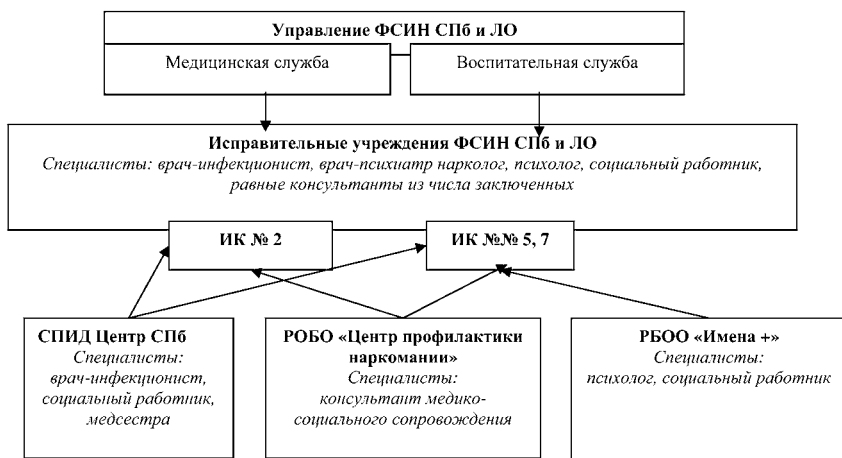 Управление ФСИН СПб и ЛО
Медицинская служба
Воспитательная служба
Исправительные учреждения ФСИН СПб и ЛО
Специалисты: врач-инфекционист, врач-психиатр нарколог, психолог, социальный работник,
равные консультанты из числа заключенных
ИК № 2
ИК №№ 5, 7
СПИД Центр СПб
Специалисты:
врач-инфекционист,
социальный работник,
медсестра
РОБО «Центр профилактики
наркомании»
Специалисты:
консультант медико-
социального сопровождения
РБОО «Имена +»
Специалисты:
психолог, социальный работник